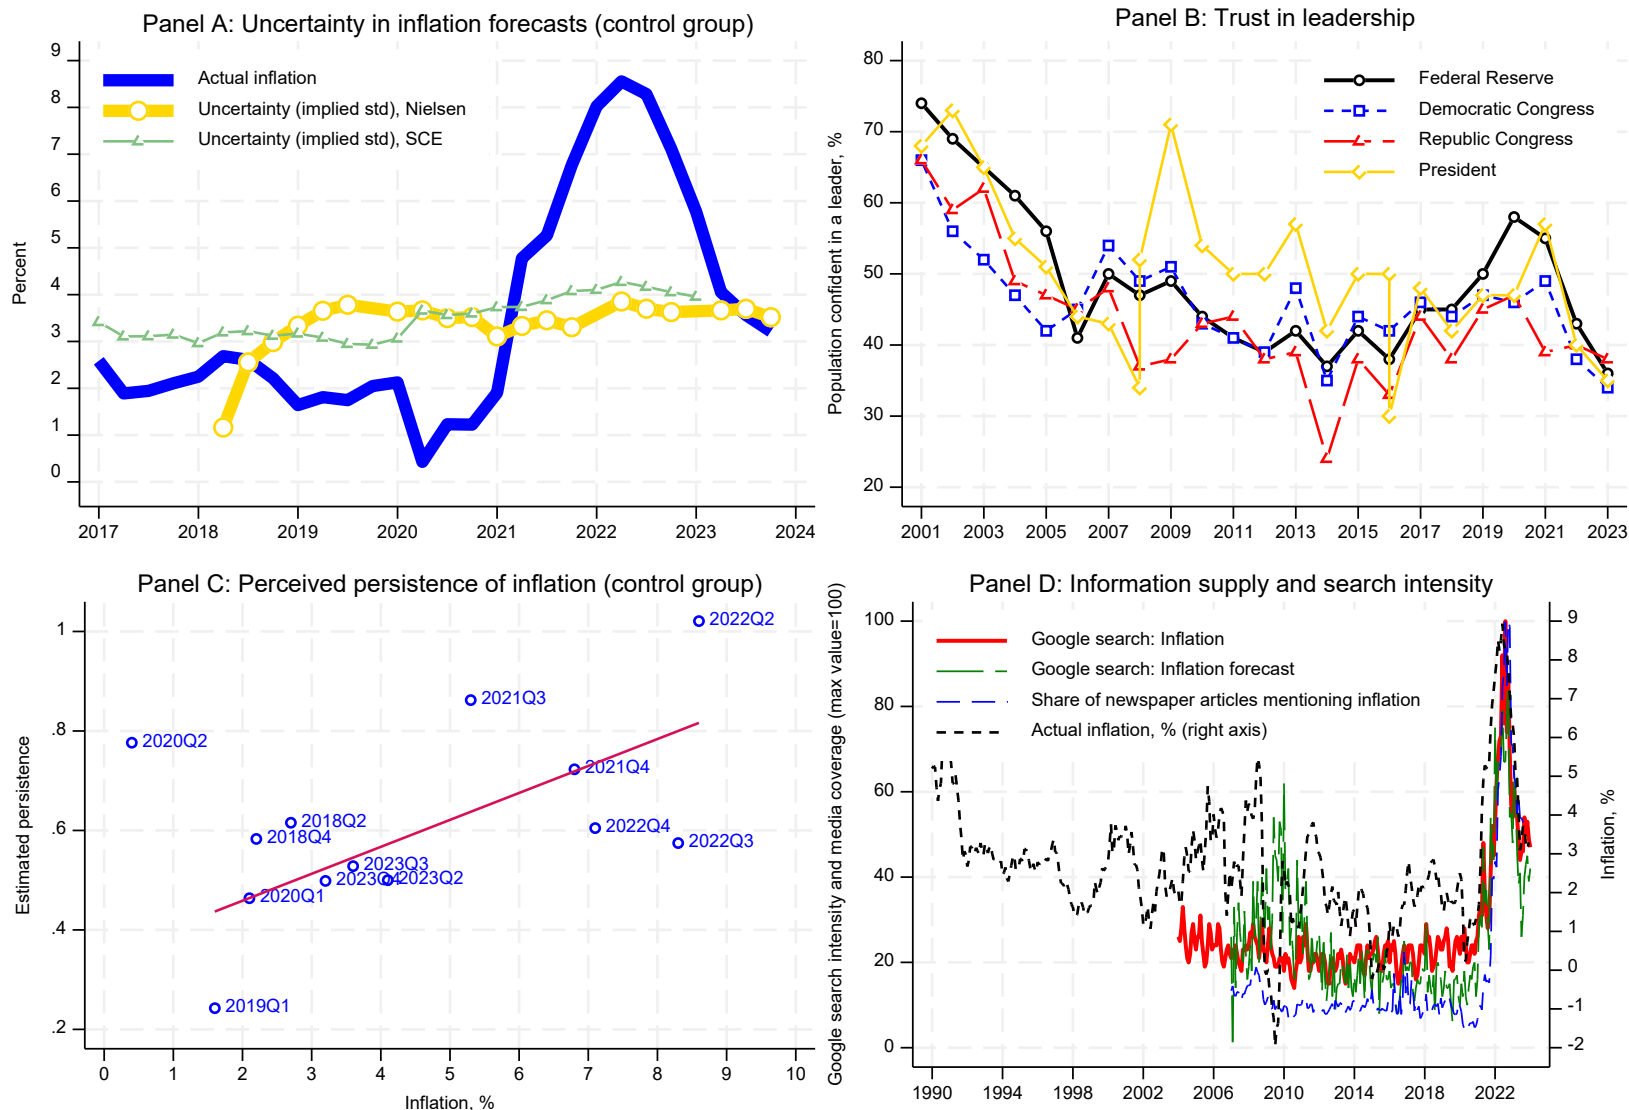 Panel A: Uncertainty in inflation forecasts (control group)
Percent
9
8
7
6
5
4
3
2
1
0
Actual inflation
Uncertainty (implied std), Nielsen
Uncertainty (implied std), SCE
2017 2018 2019 2020 2021 2022 2023 2024
Panel B: Trust in leadership
Population confident in a leader, %
80
70
60
50
40
30
20
Federal Reserve
Democratic Congress
Republic Congress
President
2001 2003 2005 2007 2009 2011 2013 2015 2017 2019 2021 2023
Panel C: Perceived persistence of inflation (control group)
Estimated persistence
1
.8
.6
.4
.2
2022Q2
2021Q3
2020Q2
2021Q4
2018Q2
2022Q4
2018Q4
2022Q3
2023Q3
2023Q4
2023Q2
2020Q1
2019Q1
0 1 2 3 4 5 6 7 8 9 10
Inflation, %
Panel D: Information supply and search intensity
Google search intensity and media coverage (max value=100)
100
80
60
40
20
0
Google search: Inflation
Google search: Inflation forecast
Share of newspaper articles mentioning inflation
Actual inflation, % (right axis)
9
8
7
6
5
4
3
2
1
0
-1
-2
Inflation, %
1990 1994 1998 2002 2006 2010 2014 2018 2022